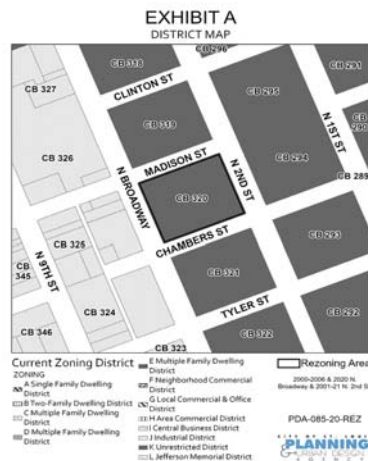 EXHIBIT A
DISTRICT MAP
CB 318
CB 296
CB 291
CB 327
CLINTON ST
CB 295
CB 319
N 1ST ST
CB 290
CB 326
MADISON ST
N 2ND ST
CB 294
CB 289
N BROADWAY
CB 320
CB 325
CHAMBERS ST
CB 293
N 9TH ST
CB 345
CB 321
CB 324
TYLER ST
CB 292
CB 346
CB 323
CB 322
Current Zoning District
ZONING
A Single Family Dwelling District
B Two-Family Dwelling District
C Multiple Family Dwelling District
D Multiple Family Dwelling District
E Multiple Family Dwelling District
F Neighborhood Commercial District
G Local Commercial & Office District
H Area Commercial District
I Central Business District
J Industrial District
K Unrestricted District
L Jefferson Memorial District
Rezoning Area
2000-2006 & 2020 N.
Broadway & 2001-21 N. 2nd St
PDA-085-20-REZ
PLANNING
& URBAN DESIGN
AGENCY